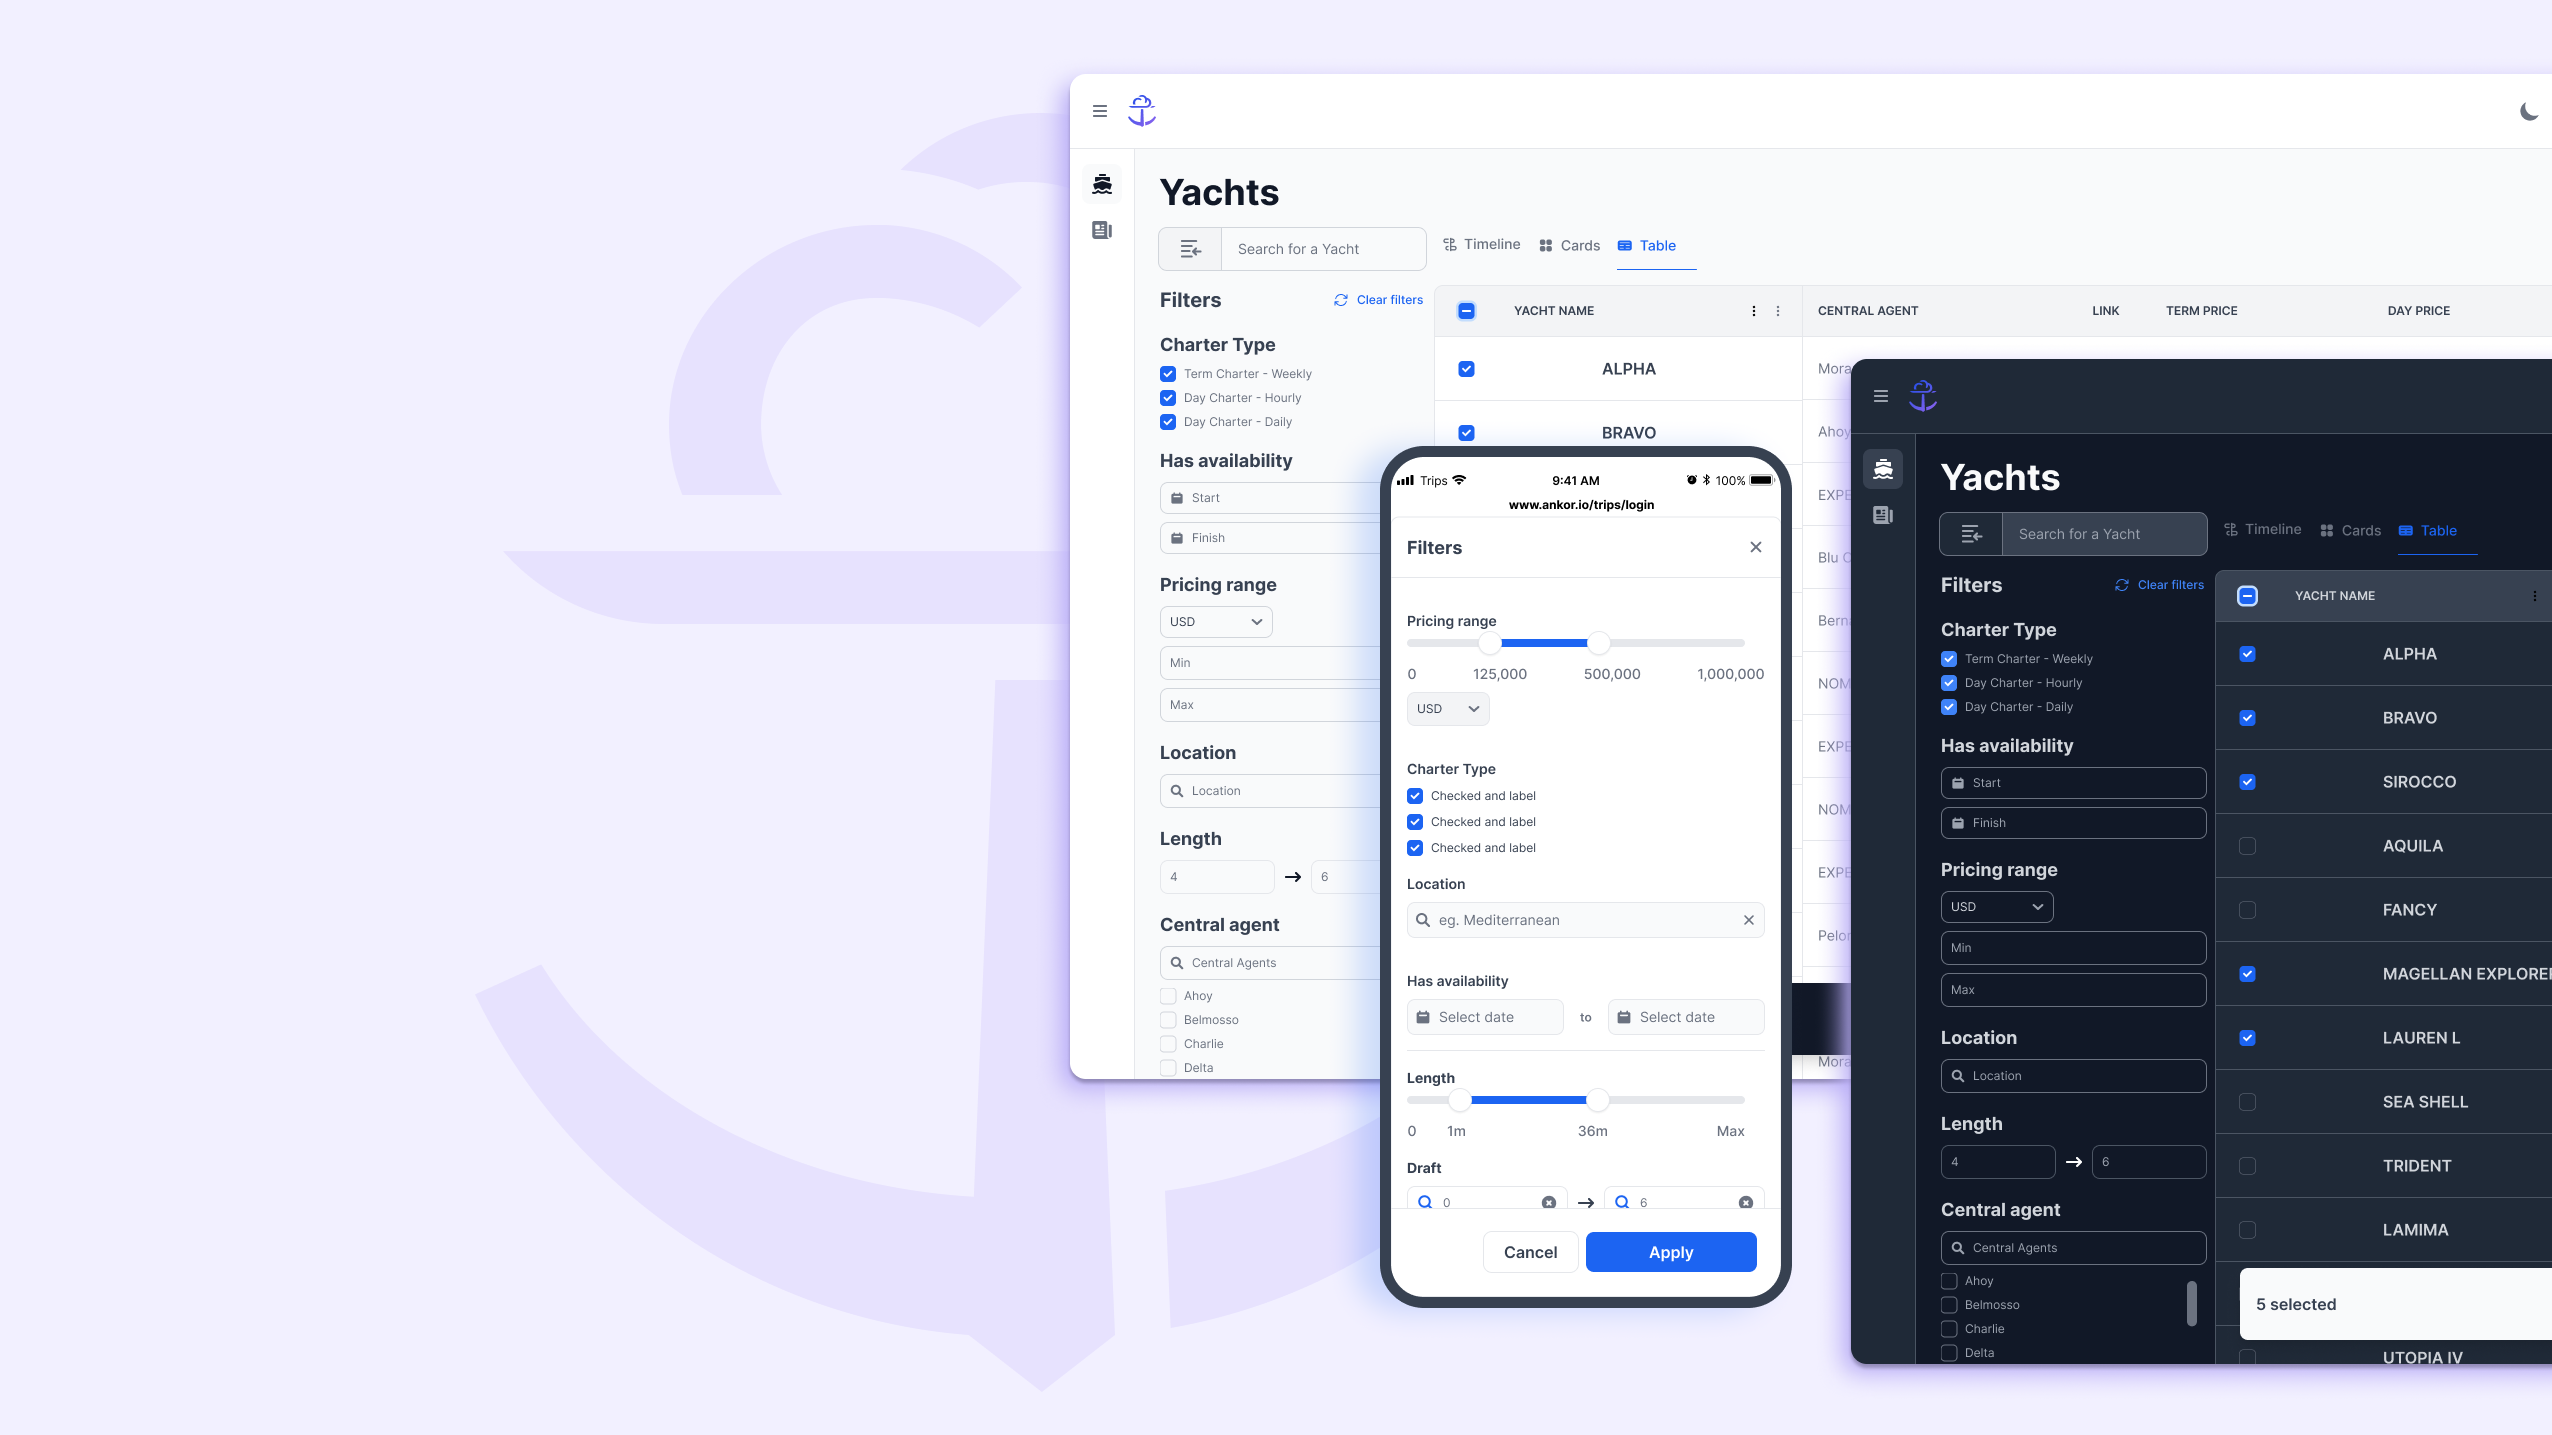 Yachts
Search for a Yacht
Timeline
Cards
Table
Filters
Clear filters
Charter Type
Term Charter - Weekly
Day Charter - Hourly
Day Charter - Daily
Has availability
Start
Finish
Pricing range
USD
Min
Max
Location
Location
Length
4
6
Central agent
Central Agents
Ahoy
Belmosso
Charlie
Delta
YACHT NAME
CENTRAL AGENT
LINK
TERM PRICE
DAY PRICE
ALPHA
BRAVO
Mora
Ahoy
EXPE
Blu C
Bern
NOM
EXPE
NOM
EXPE
Pelor
Mora
Trips
9:41 AM
100%
www.ankor.io/trips/login
Filters
Pricing range
0 125,000 500,000 1,000,000
USD
Charter Type
Checked and label
Checked and label
Checked and label
Location
eg. Mediterranean
Has availability
Select date to Select date
Length
0 1m 36m Max
Draft
0 6
Cancel Apply
Yachts
Search for a Yacht
Timeline
Cards
Table
Filters
Clear filters
Charter Type
Term Charter - Weekly
Day Charter - Hourly
Day Charter - Daily
Has availability
Start
Finish
Pricing range
USD
Min
Max
Location
Location
Length
4
6
Central agent
Central Agents
Ahoy
Belmosso
Charlie
Delta
YACHT NAME
ALPHA
BRAVO
SIROCCO
AQUILA
FANCY
MAGELLAN EXPLORER
LAUREN L
SEA SHELL
TRIDENT
LAMIMA
5 selected
UTOPIA IV